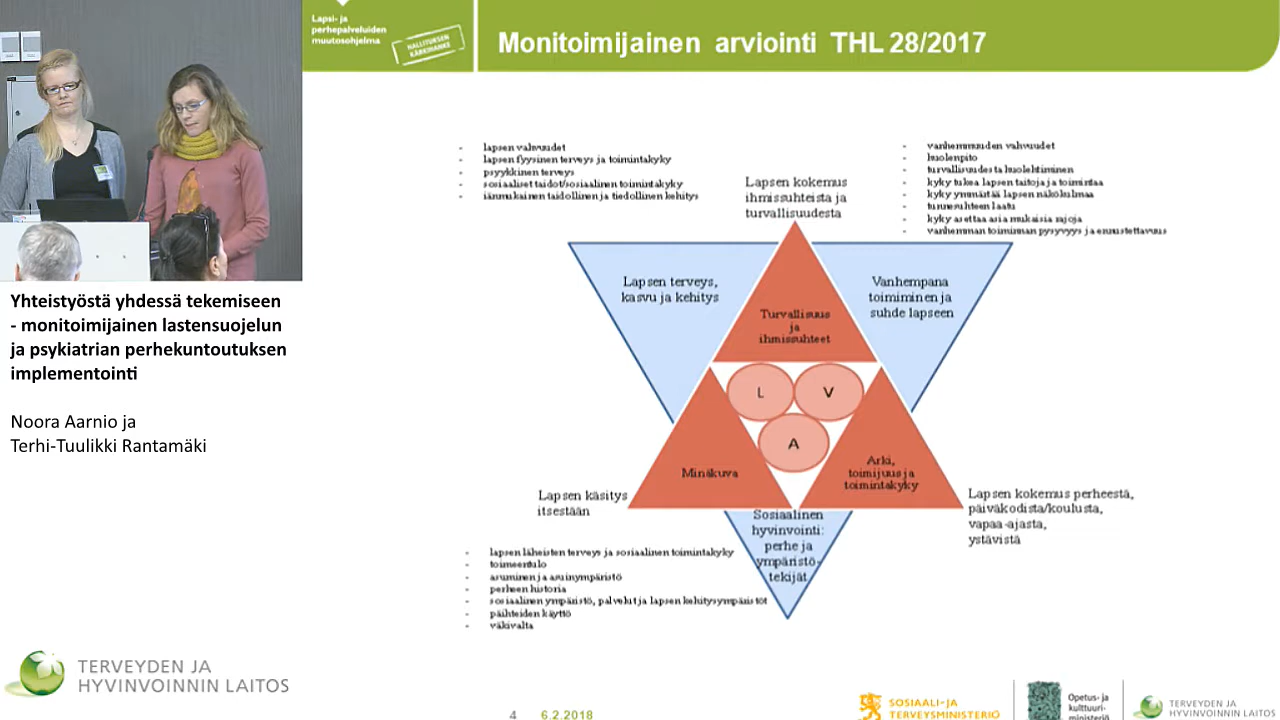 Lapsi- ja
perhepalveluiden
muutosohjelma
HALLITUKSEN
KÄRKIHANKE
Monitoimijainen arviointi THL 28/2017
- lapsen vahvuudet
- lapsen fyysinen terveys ja toimintakyky
- psyykkinen terveys
- sosiaaliset taidot/sosiaalinen toimintakyky
- iänmukainen taidollinen ja tiedollinen kehitys
Lapsen kokemus
ihmissuhteista ja
turvallisuudesta
- vanhemmuuden vahvuudet
- huolenpito
- turvallisuudesta huolehtiminen
- kyky tukea lapsen taitoja ja toimintaa
- kyky ymmärtää lapsen näkökulmaa
- tunnesuhteen laatu
- kyky asettaa asia mukaisia rajoja
- vanhemman toiminnan pysyvyys ja ennustettavuus
Lapsen terveys,
kasvu ja kehitys
Vanhempana
toimiminen ja
suhde lapseen
Turvallisuus
ja
ihmissuhteet
L
V
A
Minäkuva
Arki,
toimijuus ja
toimintakyky
Lapsen käsitys
itsestään
Lapsen kokemus perheestä,
päiväkodista/koulusta,
vapaa-ajasta,
ystävistä
Sosiaalinen
hyvinvointi:
perhe ja
ympäristö-
tekijät
- lapsen läheisten terveys ja sosiaalinen toimintakyky
- toimeentulo
- asuminen ja asuinympäristö
- perheen historia
- sosiaalinen ympäristö, palvelut ja lapsen kehitysympäristöt
- päihteiden käyttö
- väkivalta
Yhteistyöstä yhdessä tekemiseen
- monitoimijainen lastensuojelun
ja psykiatrian perhekuntoutuksen
implementointi
Noora Aarnio ja
Terhi-Tuulikki Rantamäki
TERVEYDEN JA
HYVINVOINNIN LAITOS
4 6.2.2018
SOSIAALI- JA
TERVEYSMINISTERIÖ
Opetus- ja
kulttuuri-
ministeriö
TERVEYDEN JA
HYVINVOINNIN LAITOS